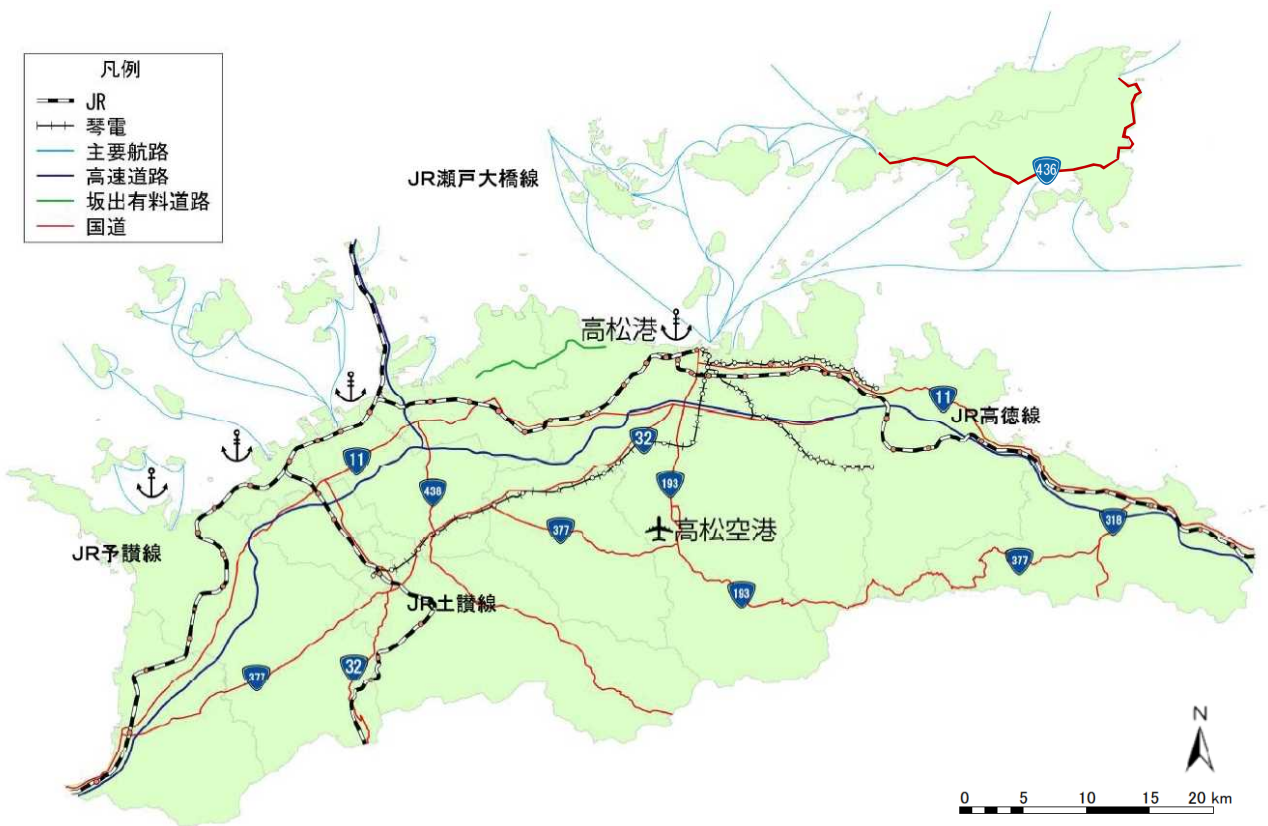 凡例
JR
琴電
主要航路
高速道路
坂出有料道路
国道
JR瀬戸大橋線
436
高松港
11
JR高徳線
32
11
438
193
377
高松空港
318
JR予讃線
377
193
JR土讃線
32
377
N
0 5 10 15 20 km